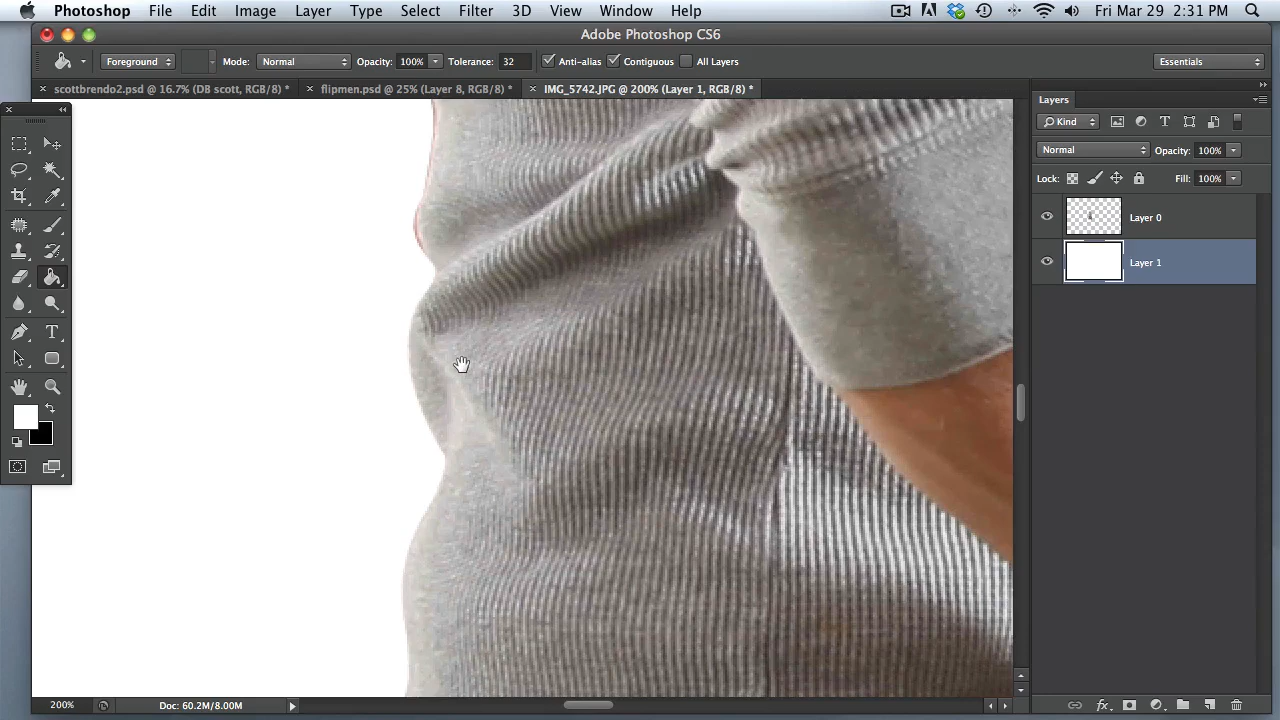 Photoshop File Edit Image Layer Type Select Filter 3D View Window Help Fri Mar 29 2:31 PM
Adobe Photoshop CS6
Foreground Mode: Normal Opacity: 100% Tolerance: 32 Anti-alias Contiguous All Layers Essentials
scottbrendo2.psd @ 16.7% (DB scott, RGB/8) * flipmen.psd @ 25% (Layer 8, RGB/8) * IMG_5742.JPG @ 200% (Layer 1, RGB/8) *
Layers
Kind
Normal Opacity: 100%
Lock: Fill: 100%
Layer 0
Layer 1
200% Doc: 60.2M/8.00M